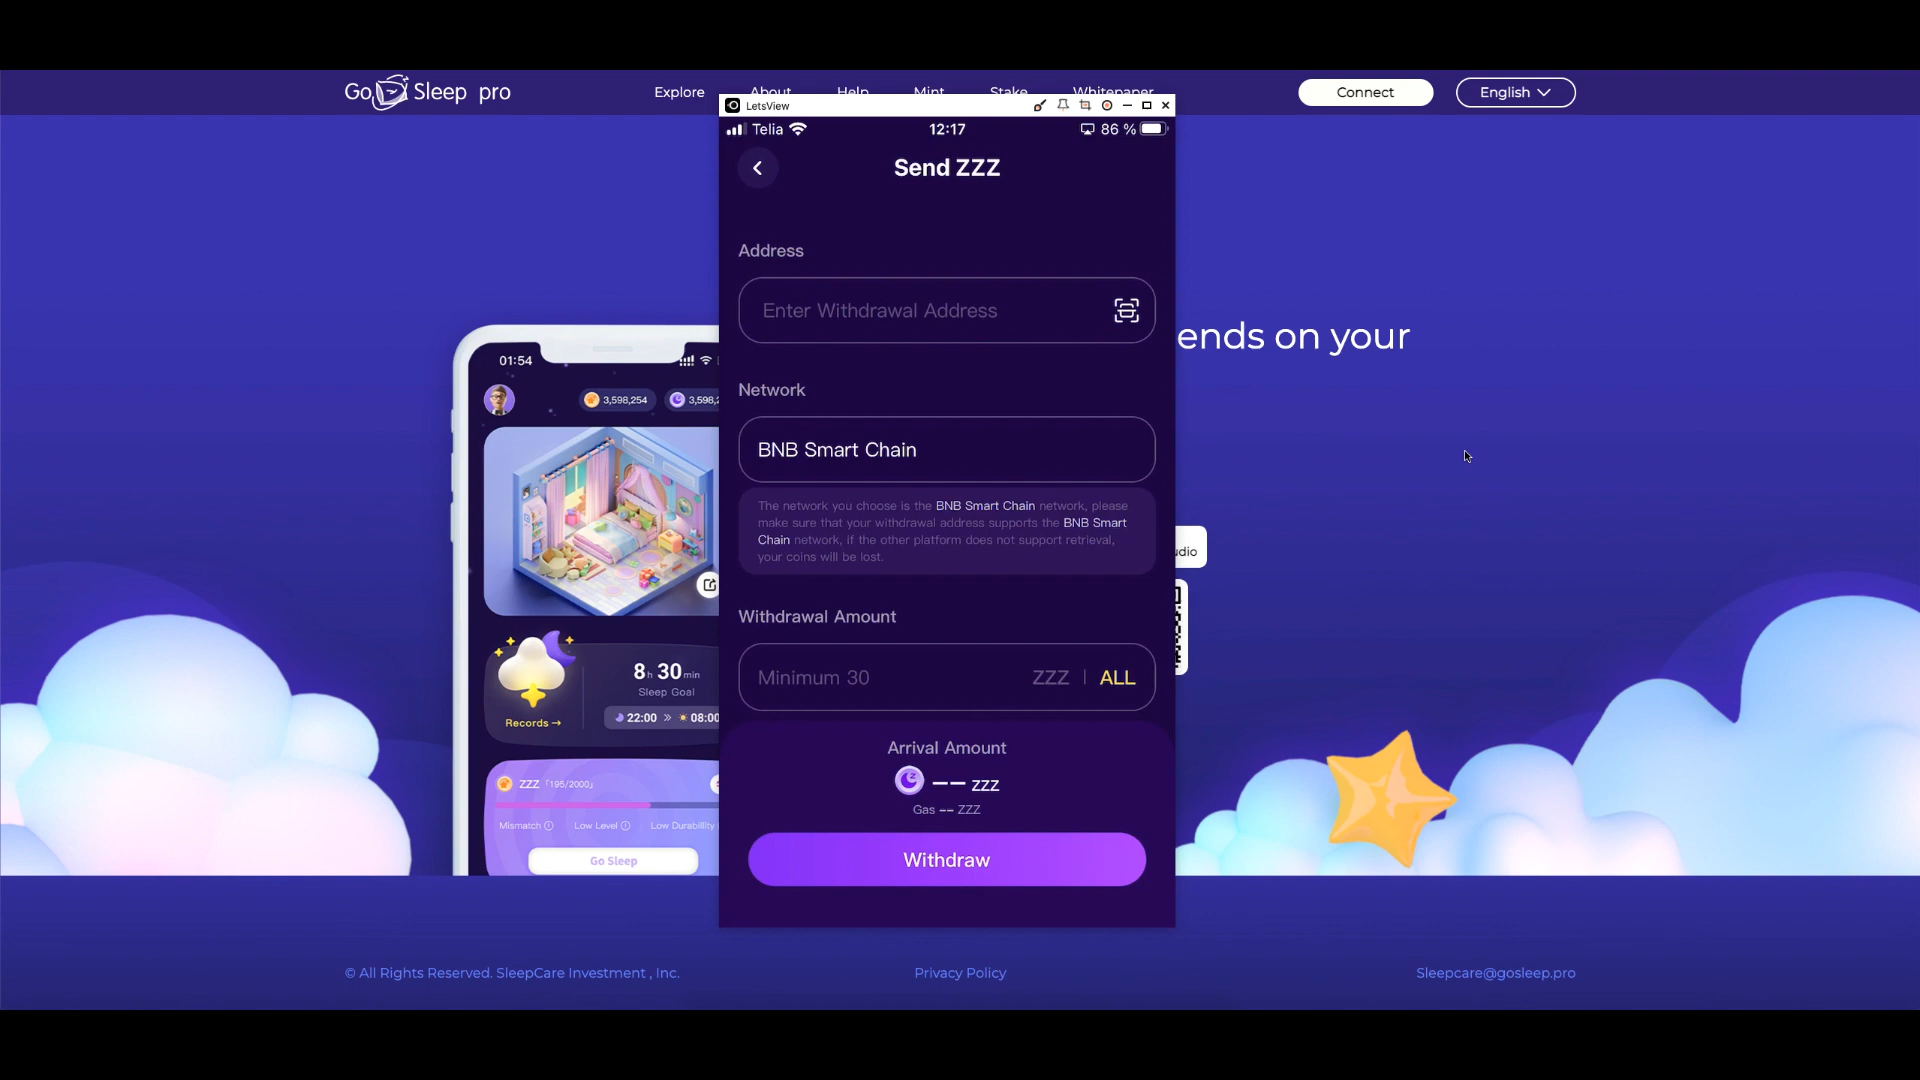 Go Sleep pro
Explore About Help Mint Stake Whitepaper
Connect
English
LetsView
Telia 12:17 86 %
Send ZZZ
Address
Enter Withdrawal Address
Network
BNB Smart Chain
The network you choose is the BNB Smart Chain network, please
make sure that your withdrawal address supports the BNB Smart
Chain network, if the other platform does not support retrieval,
your coins will be lost.
Withdrawal Amount
Minimum 30 ZZZ | ALL
Arrival Amount
-- ZZZ
Gas -- ZZZ
Withdraw
ends on your
01:54
3,598,254
8h 30min
Sleep Goal
Records →
22:00 » 08:00
ZZZ「195/2000」
Mismatch Low Level Low Durability
Go Sleep
© All Rights Reserved. SleepCare Investment , Inc.
Privacy Policy
Sleepcare@gosleep.pro